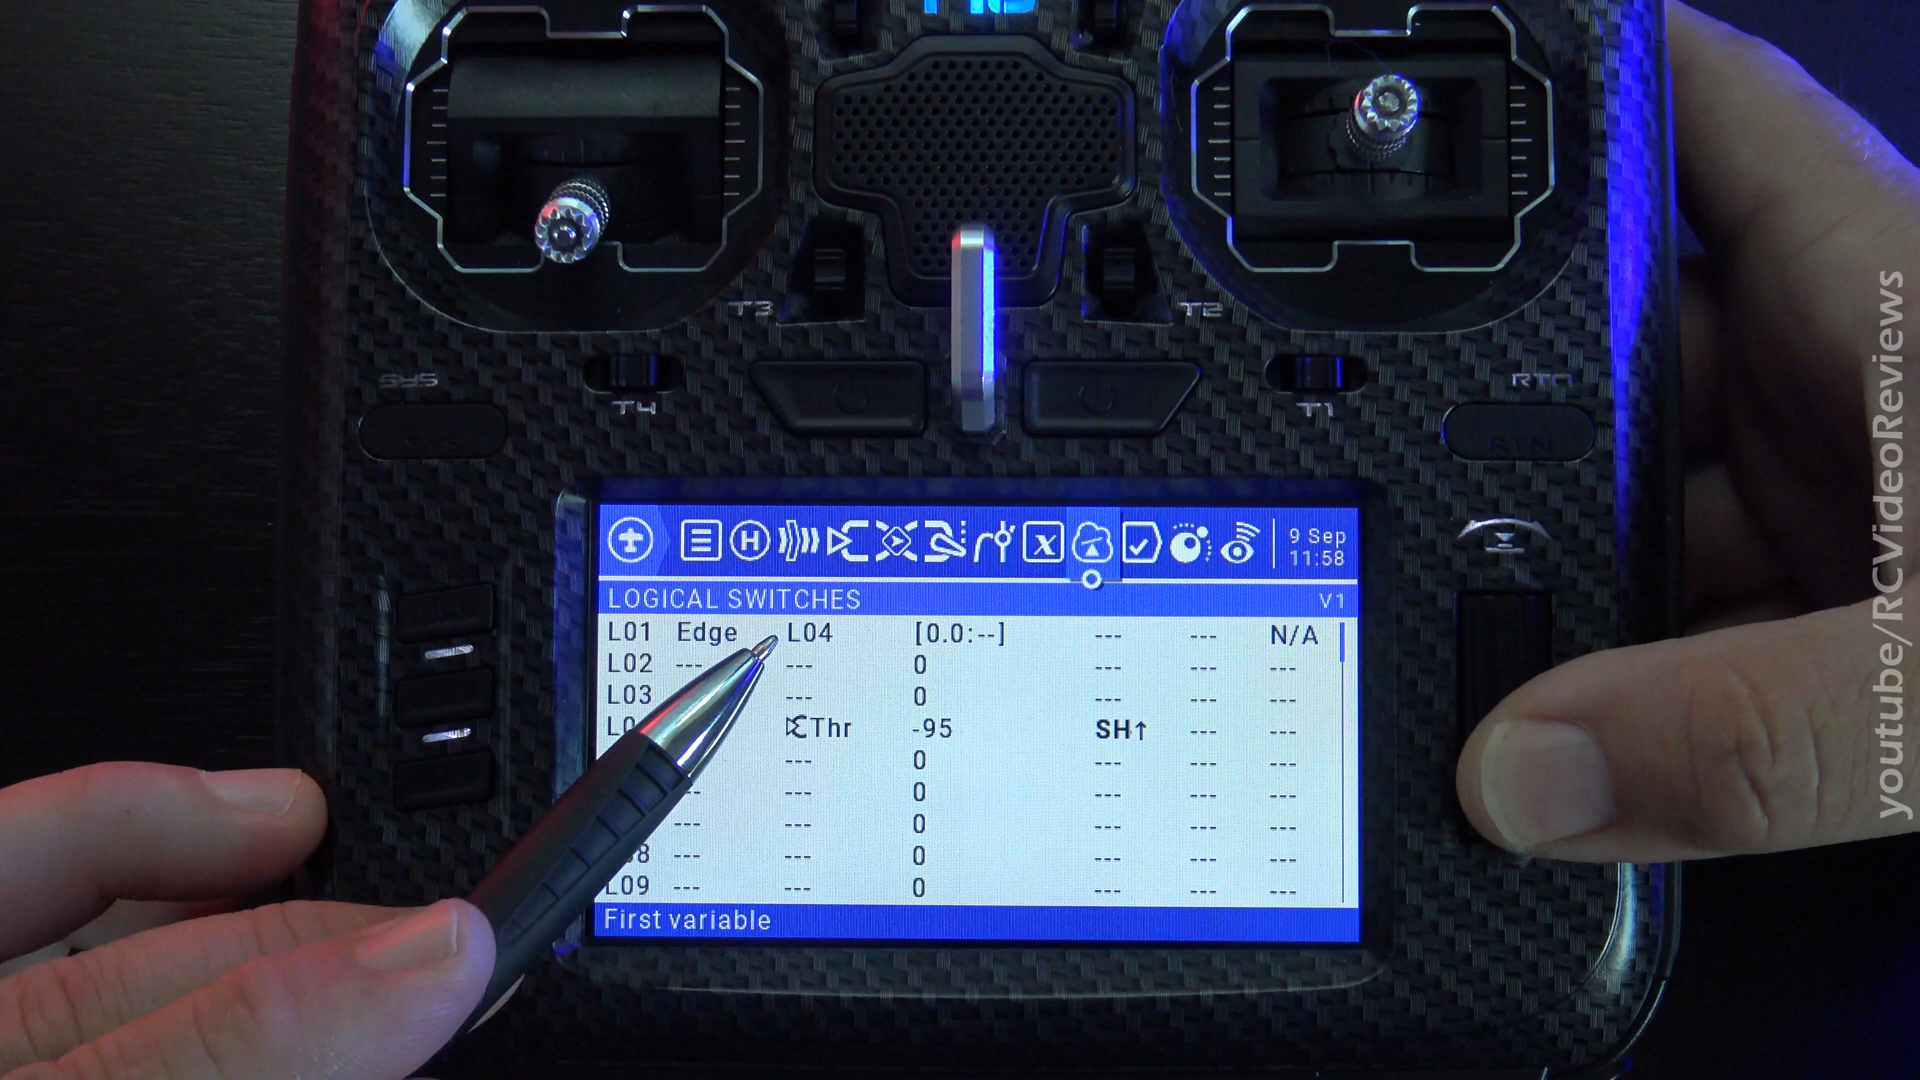 T3
T2
SYS
T4
T1
RTN
RTN
9 Sep
11:58
LOGICAL SWITCHES V1
L01 Edge L04 [0.0:--] --- --- N/A
L02 --- --- 0 --- --- ---
L03 --- 0 --- --- ---
Thr -95 SH↑ --- ---
--- 0 --- --- ---
--- 0 --- --- ---
--- --- 0 --- --- ---
--- --- 0 --- --- ---
L09 --- --- 0 --- --- ---
First variable
youtube/RCVideoReviews